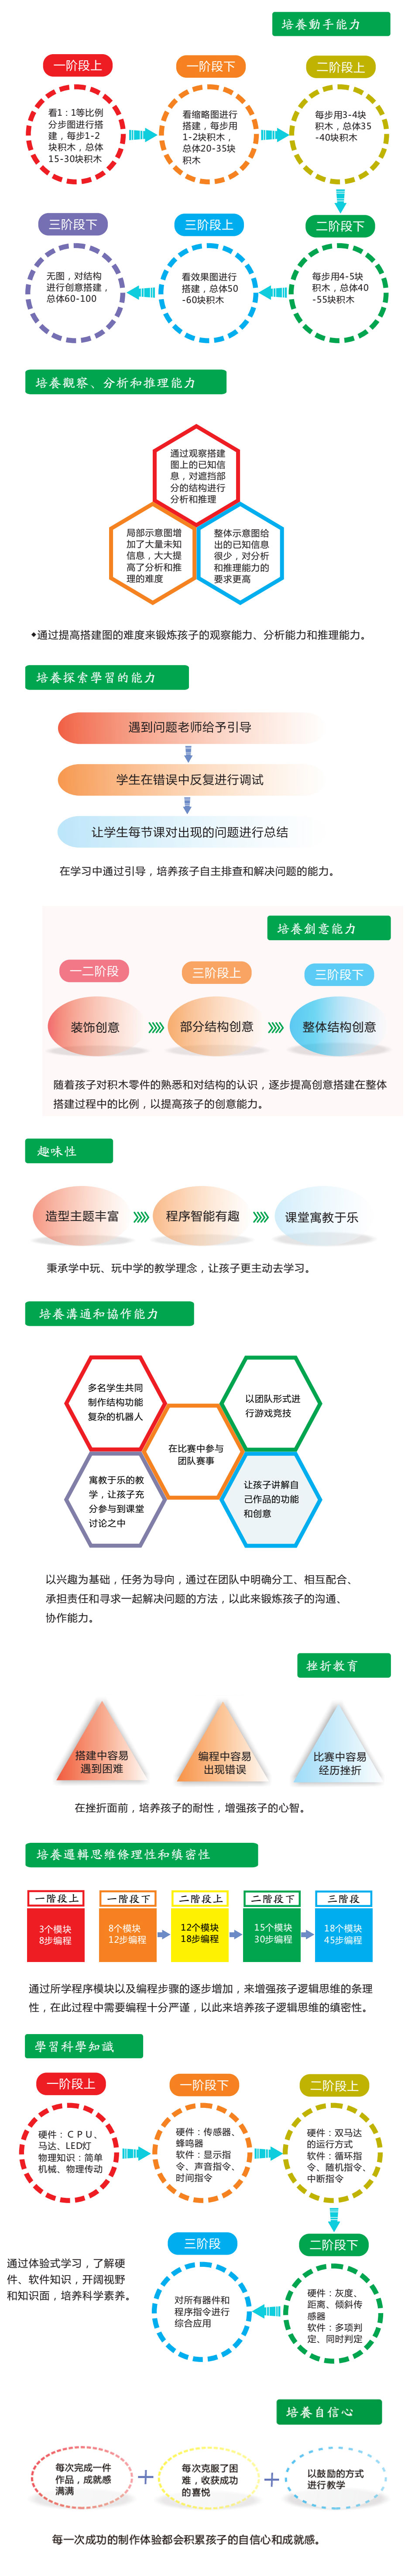 培養動手能力
一阶段上
一阶段下
二阶段上
看1：1等比例
分步图进行搭
建，每步1-2
块积木，总体
15-30块积木
看缩略图进行
搭建，每步用
1-2块积木，
总体20-35块
积木
每步用3-4块
积木，总体35
-40块积木
三阶段下
三阶段上
二阶段下
无图，对结构
进行创意搭建，
总体60-100
看效果图进行
搭建，总体50
-60块积木
每步用4-5块
积木，总体40
-55块积木
培養觀察、分析和推理能力
通过观察搭建
图上的已知信
息，对遮挡部
分的结构进行
分析和推理
局部示意图增
加了大量未知
信息，大大提
高了分析和推
理的难度
整体示意图给
出的已知信息
很少，对分析
和推理能力的
要求更高
◆通过提高搭建图的难度来锻炼孩子的观察能力、分析能力和推理能力。
培養探索學習的能力
遇到问题老师给予引导
学生在错误中反复进行调试
让学生每节课对出现的问题进行总结
在学习中通过引导，培养孩子自主排查和解决问题的能力。
培養創意能力
一二阶段
三阶段上
三阶段下
装饰创意
部分结构创意
整体结构创意
随着孩子对积木零件的熟悉和对结构的认识，逐步提高创意搭建在整体
搭建过程中的比例，以提高孩子的创意能力。
趣味性
造型主题丰富
程序智能有趣
课堂寓教于乐
秉承学中玩、玩中学的教学理念，让孩子更主动去学习。
培養溝通和協作能力
多名学生共同
制作结构功能
复杂的机器人
以团队形式进
行游戏竞技
在比赛中参与
团队赛事
寓教于乐的教
学，让孩子充
分参与到课堂
讨论之中
让孩子讲解自
己作品的功能
和创意
以兴趣为基础，任务为导向，通过在团队中明确分工、相互配合、
承担责任和寻求一起解决问题的方法，以此来锻炼孩子的沟通、
协作能力。
挫折教育
搭建中容易
遇到困难
编程中容易
出现错误
比赛中容易
经历挫折
在挫折面前，培养孩子的耐性，增强孩子的心智。
培養邏輯思維條理性和縝密性
一階段上
一階段下
二階段上
二階段下
三階段
3个模块
8步编程
8个模块
12步编程
12个模块
18步编程
15个模块
30步编程
18个模块
45步编程
通过所学程序模块以及编程步骤的逐步增加，来增强孩子逻辑思维的条理
性，在此过程中需要编程十分严谨，以此来培养孩子逻辑思维的缜密性。
學習科學知識
一阶段上
一阶段下
二阶段上
硬件：ＣＰＵ、
马达、LED灯
物理知识：简单
机械、物理传动
硬件：传感器、
蜂鸣器
软件：显示指
令、声音指令、
时间指令
硬件：双马达
的运行方式
软件：循环指
令、随机指令、
中断指令
三阶段
二阶段下
通过体验式学习，了解硬
件、软件知识，开阔视野
和知识面，培养科学素养。
对所有器件和
程序指令进行
综合应用
硬件：灰度、
距离、倾斜传
感器
软件：多项判
定、同时判定
培養自信心
每次完成一件
作品，成就感
满满
+
每次克服了困
难，收获成功
的喜悦
+
以鼓励的方式
进行教学
每一次成功的制作体验都会积累孩子的自信心和成就感。